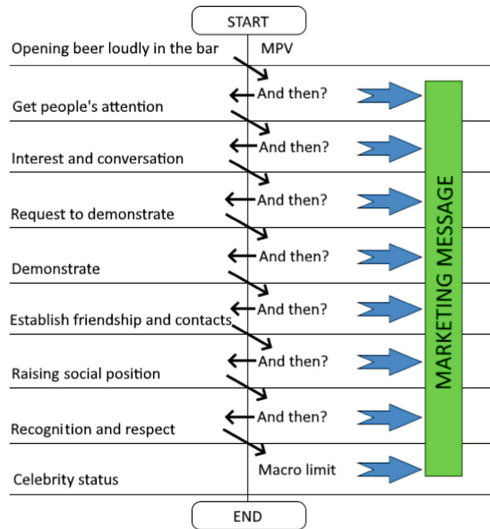 START
Opening beer loudly in the bar MPV
And then?
Get people's attention
And then?
Interest and conversation
And then?
Request to demonstrate
And then?
Demonstrate
And then?
Establish friendship and contacts
And then?
Raising social position
And then?
Recognition and respect
Macro limit
Celebrity status
END
MARKETING MESSAGE